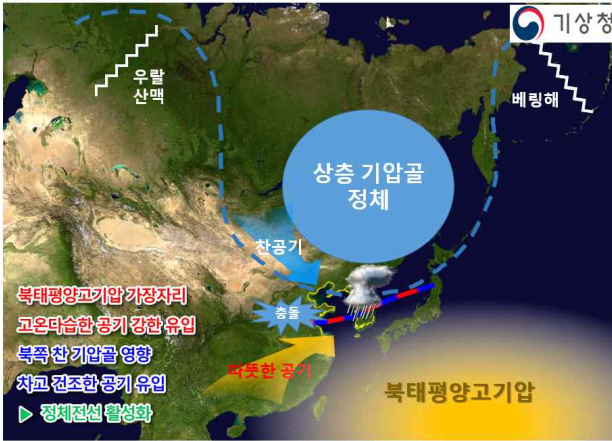 기상청
우랄
산맥
베링해
상층 기압골
정체
찬공기
충돌
따뜻한 공기
북태평양고기압
북태평양고기압 가장자리
고온다습한 공기 강한 유입
북쪽 찬 기압골 영향
차고 건조한 공기 유입
▶ 정체전선 활성화